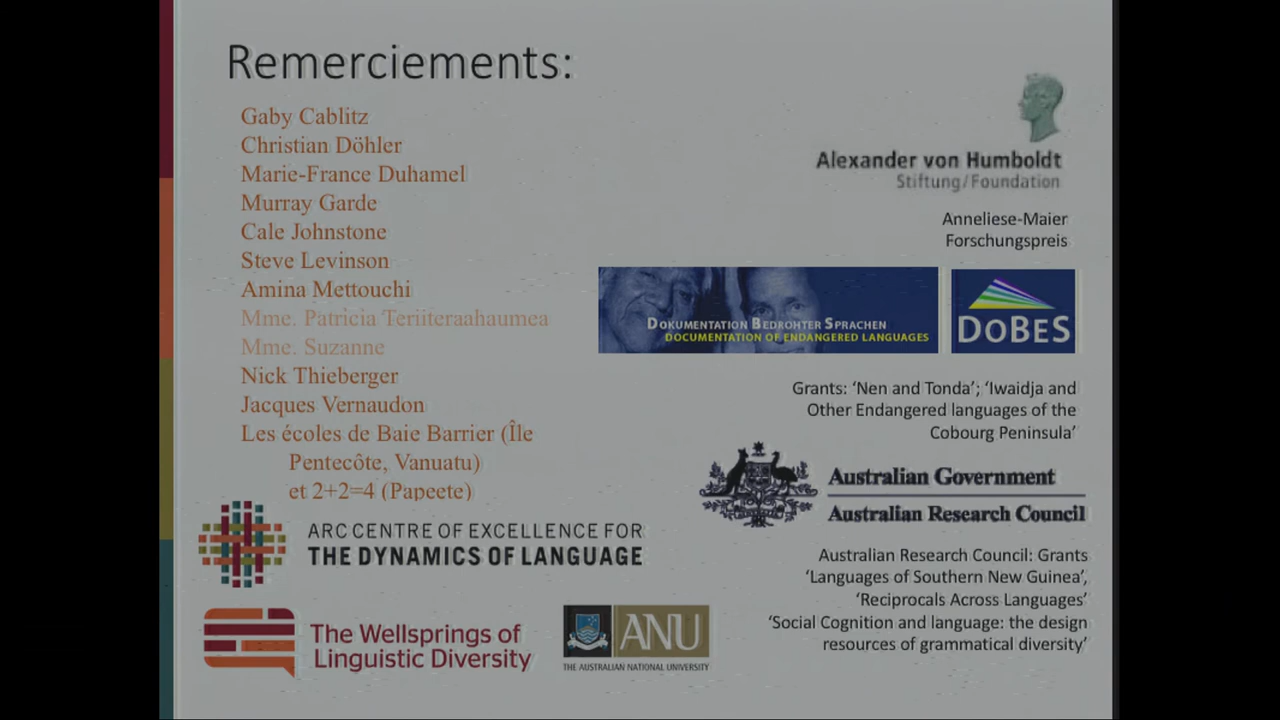 Remerciements:
Gaby Cablitz
Christian Döhler
Marie-France Duhamel
Murray Garde
Cale Johnstone
Steve Levinson
Amina Mettouchi
Mme. Patricia Teriiteraahaumea
Mme. Suzanne
Nick Thieberger
Jacques Vernaudon
Les écoles de Baie Barrier (Île
Pentecôte, Vanuatu)
et 2+2=4 (Papeete)
ARC CENTRE OF EXCELLENCE FOR
THE DYNAMICS OF LANGUAGE
The Wellsprings of
Linguistic Diversity
ANU
THE AUSTRALIAN NATIONAL UNIVERSITY
Alexander von Humboldt
Stiftung/Foundation
Anneliese-Maier
Forschungspreis
DOKUMENTATION BEDROHTER SPRACHEN
DOCUMENTATION OF ENDANGERED LANGUAGES
DOBES
Grants: ‘Nen and Tonda’; ‘Iwaidja and
Other Endangered languages of the
Cobourg Peninsula’
Australian Government
Australian Research Council
Australian Research Council: Grants
‘Languages of Southern New Guinea’,
‘Reciprocals Across Languages’
‘Social Cognition and language: the design
resources of grammatical diversity’